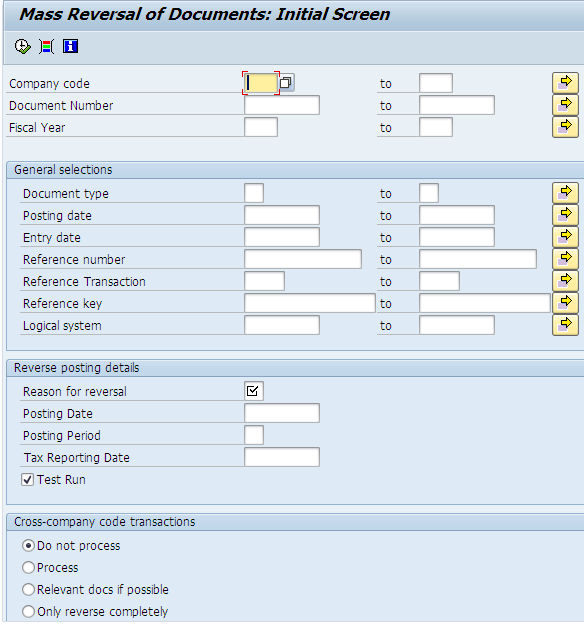 Mass Reversal of Documents: Initial Screen
Company code to
Document Number to
Fiscal Year to
General selections
Document type to
Posting date to
Entry date to
Reference number to
Reference Transaction to
Reference key to
Logical system to
Reverse posting details
Reason for reversal
Posting Date
Posting Period
Tax Reporting Date
Test Run
Cross-company code transactions
Do not process
Process
Relevant docs if possible
Only reverse completely